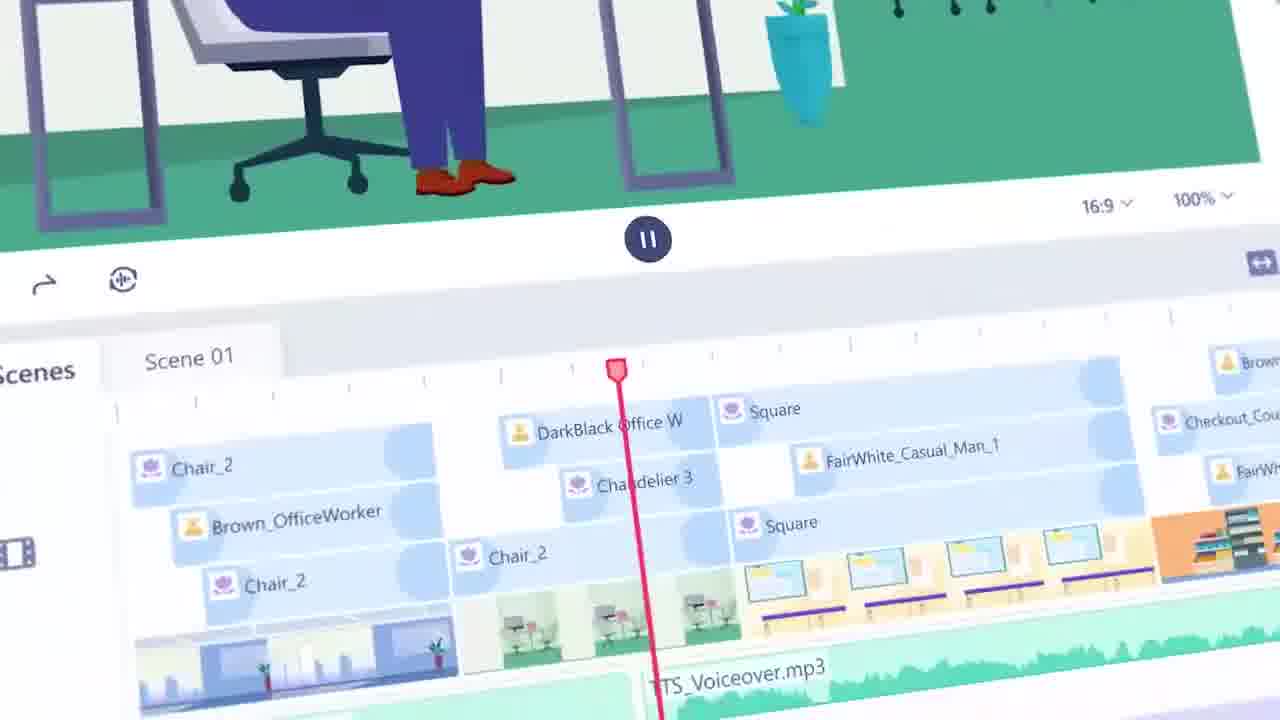 16:9
100%
Scenes
Scene 01
Chair_2
DarkBlack Office W
Square
Brown
Brown_OfficeWorker
Chandelier 3
FairWhite_Casual_Man_1
Checkout_Cou
Chair_2
Chair_2
Square
FairWh
TTS_Voiceover.mp3